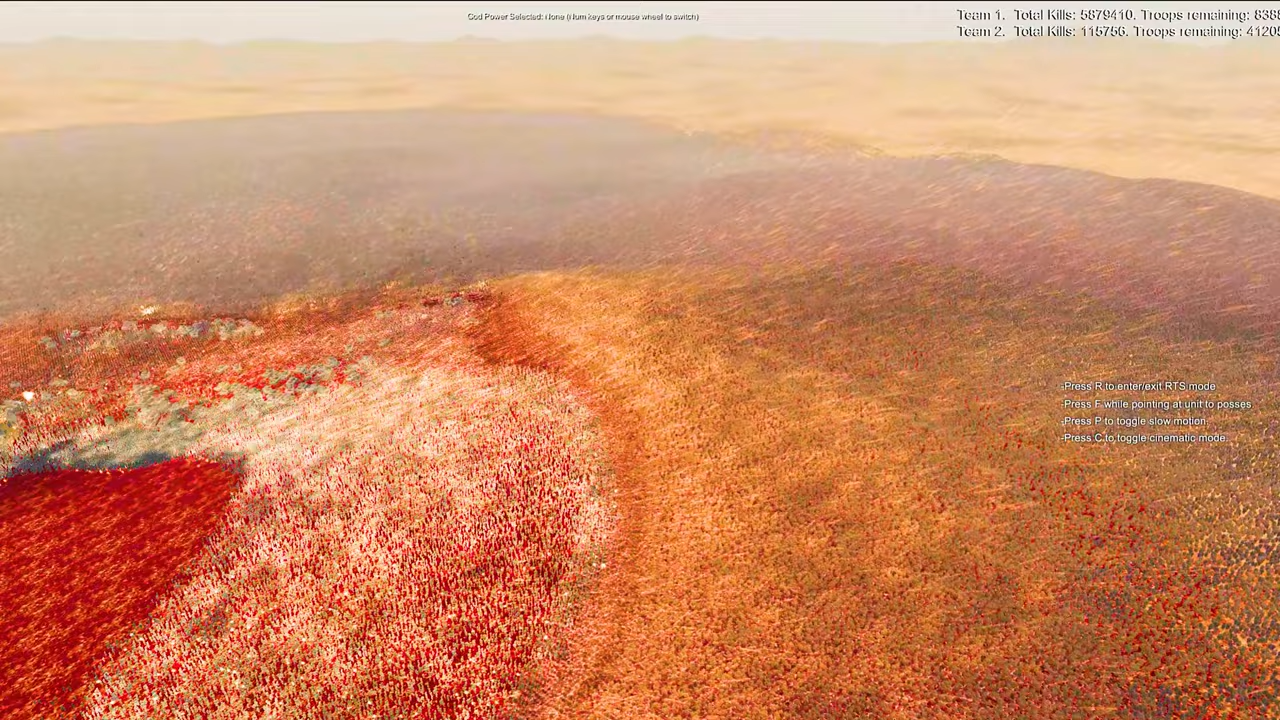 God Power Selected: None (Num keys or mouse wheel to switch)
Team 1. Total Kills: 5879410. Troops remaining: 838
Team 2. Total Kills: 115756. Troops remaining: 41205
-Press R to enter/exit RTS mode
-Press F while pointing at unit to posses
-Press P to toggle slow motion
-Press C to toggle cinematic mode.